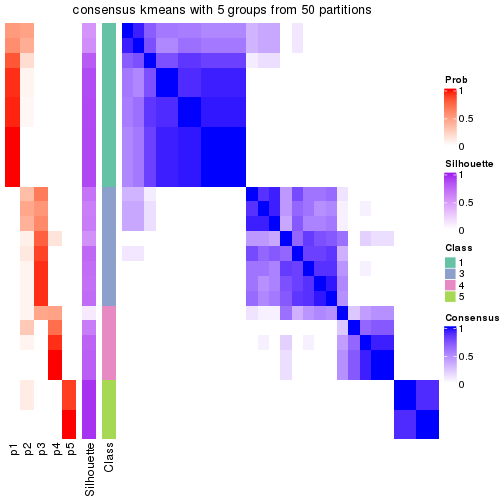 consensus kmeans with 5 groups from 50 partitions
Prob
1
0.5
0
Silhouette
1
0.5
0
Class
1
3
4
5
Consensus
1
0.5
0
p1
p2
p3
p4
p5
Silhouette
Class